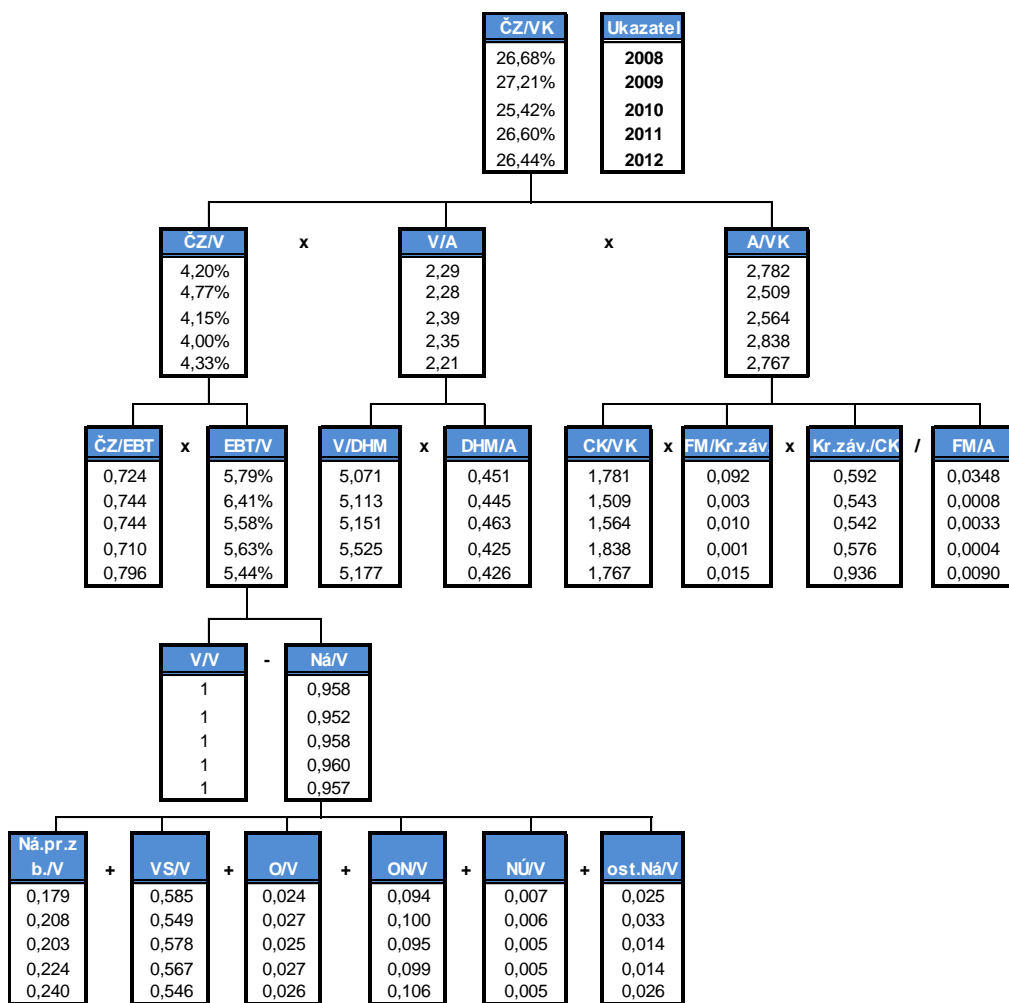 ČZ/VK Ukazatel
26,68% 2008
27,21% 2009
25,42% 2010
26,60% 2011
26,44% 2012
ČZ/V x V/A x A/VK
4,20% 2,29 2,782
4,77% 2,28 2,509
4,15% 2,39 2,564
4,00% 2,35 2,838
4,33% 2,21 2,767
ČZ/EBT x EBT/V V/DHM x DHM/A CK/VK x FM/Kr.záv. x Kr.záv./CK / FM/A
0,724 5,79% 5,071 0,451 1,781 0,092 0,592 0,0348
0,744 6,41% 5,113 0,445 1,509 0,003 0,543 0,0008
0,744 5,58% 5,151 0,463 1,564 0,010 0,542 0,0033
0,710 5,63% 5,525 0,425 1,838 0,001 0,576 0,0004
0,796 5,44% 5,177 0,426 1,767 0,015 0,936 0,0090
V/V - Ná/V
1 0,958
1 0,952
1 0,958
1 0,960
1 0,957
Ná.pr.z
b./V + VS/V + O/V + ON/V + NÚ/V + ost.Ná/V
0,179 0,585 0,024 0,094 0,007 0,025
0,208 0,549 0,027 0,100 0,006 0,033
0,203 0,578 0,025 0,095 0,005 0,014
0,224 0,567 0,027 0,099 0,005 0,014
0,240 0,546 0,026 0,106 0,005 0,026